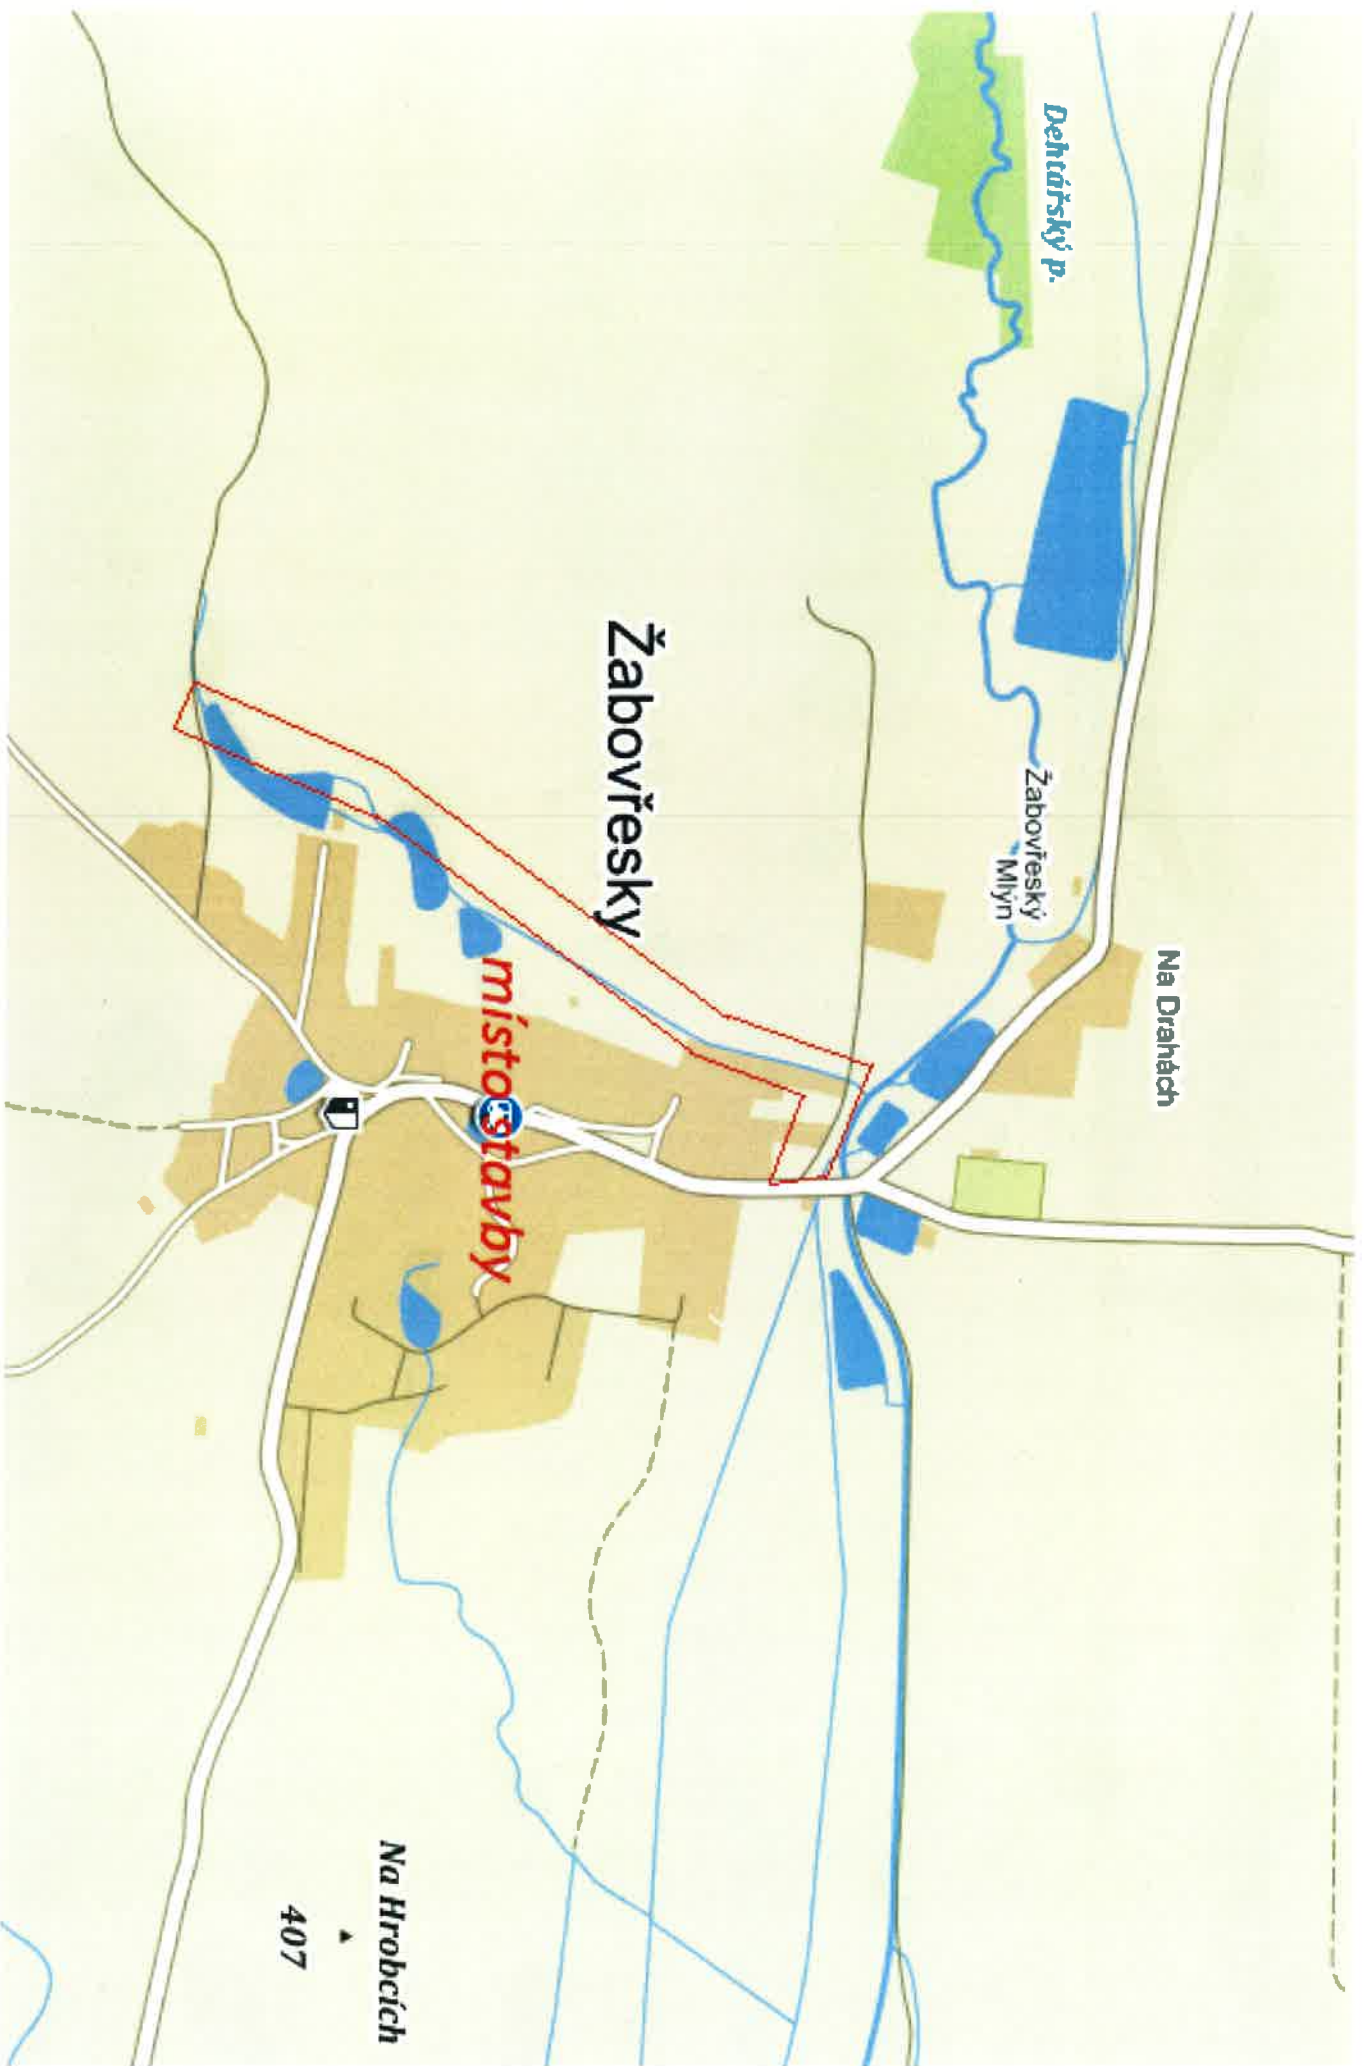 Dehtářský p.
Žabovřeský
Mlýn
Na Drahách
Žabovřesky
místo stavby
Na Hrobcích
407